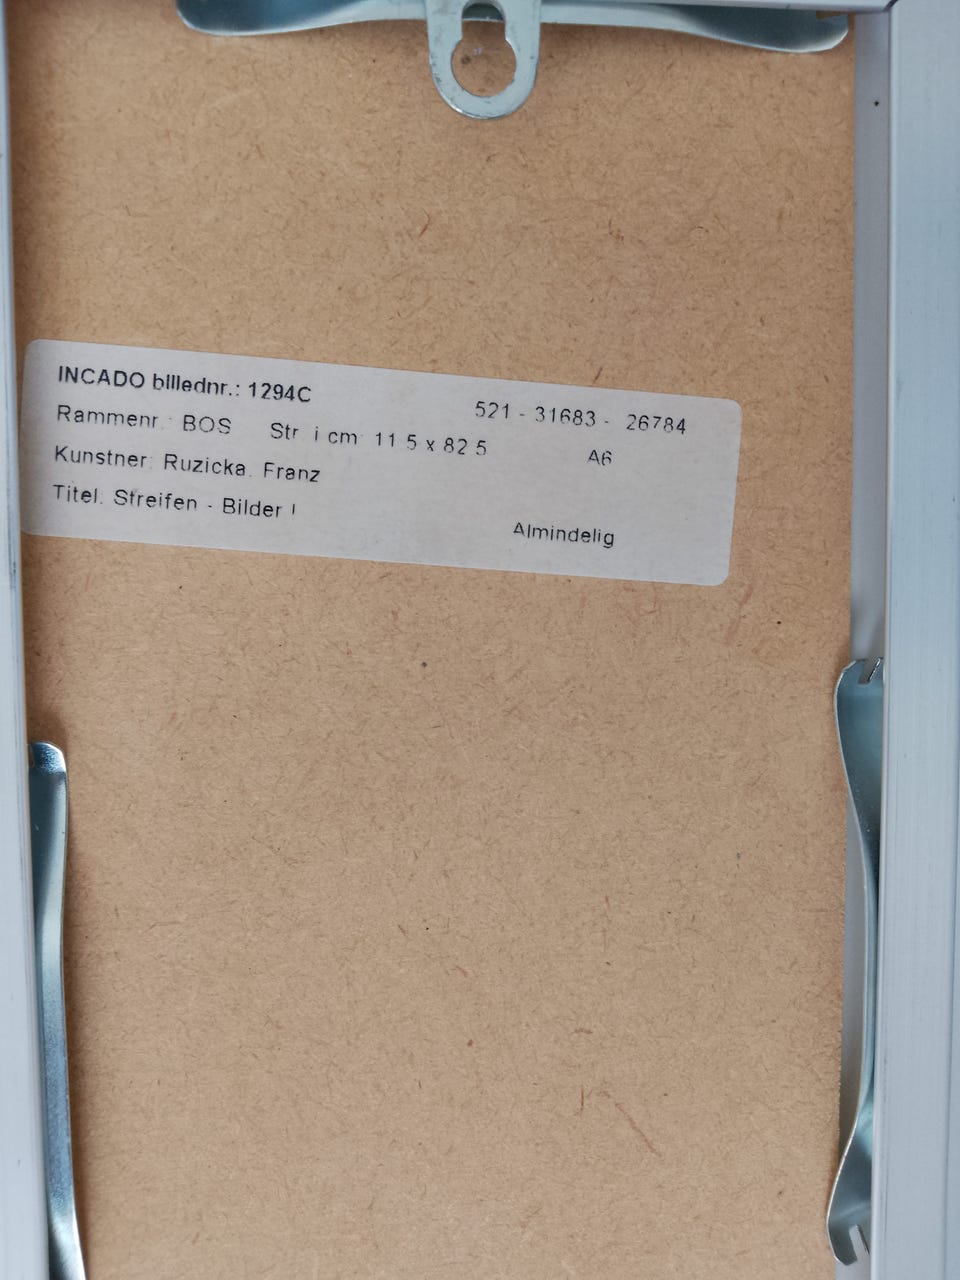 INCADO billednr.: 1294C 521 - 31683 - 26784
Rammenr.: BOS Str. i cm: 11.5 x 82.5 A6
Kunstner: Ruzicka, Franz
Titel: Streifen - Bilder I
Almindelig